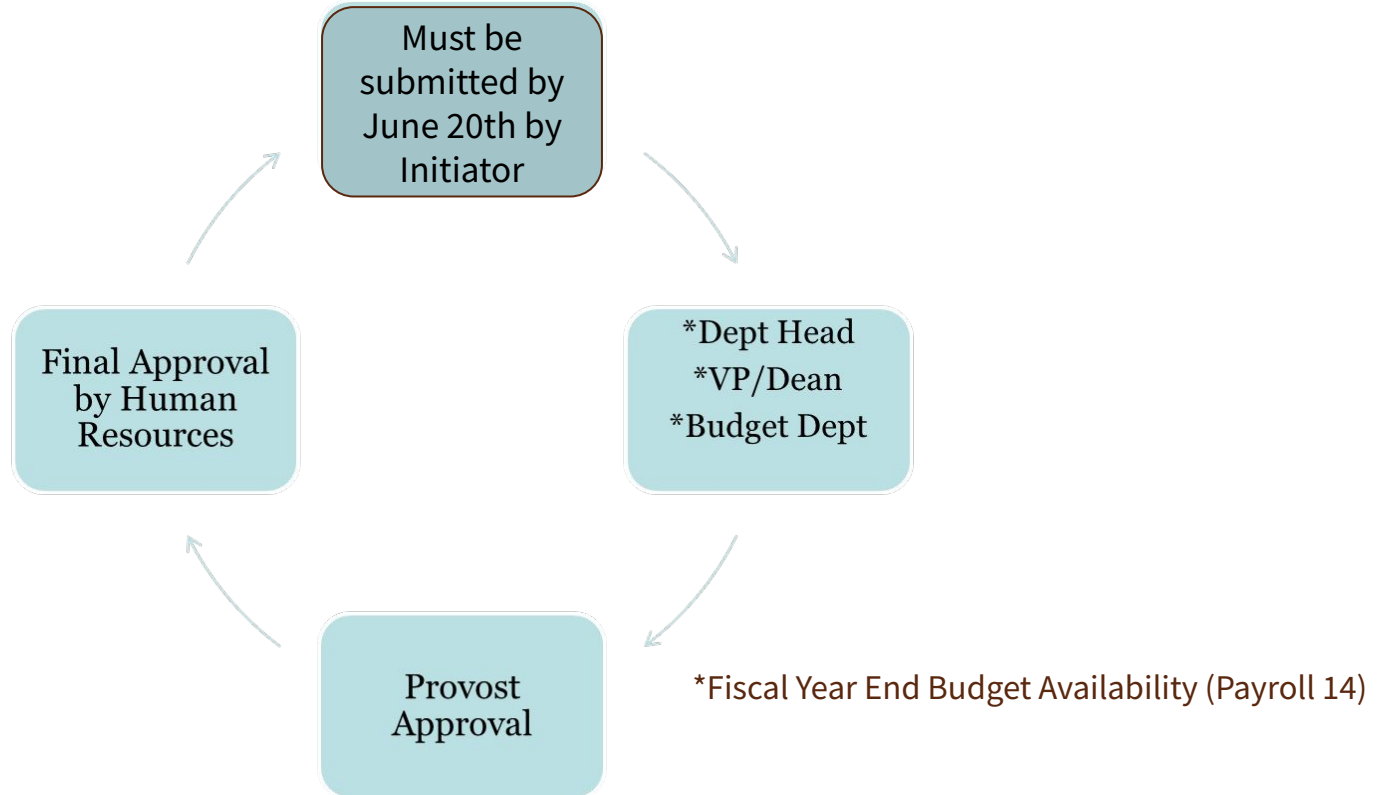 Must be
submitted by
June 20th by
Initiator
*Dept Head
*VP/Dean
*Budget Dept
Provost
Approval
*Fiscal Year End Budget Availability (Payroll 14)
Final Approval
by Human
Resources